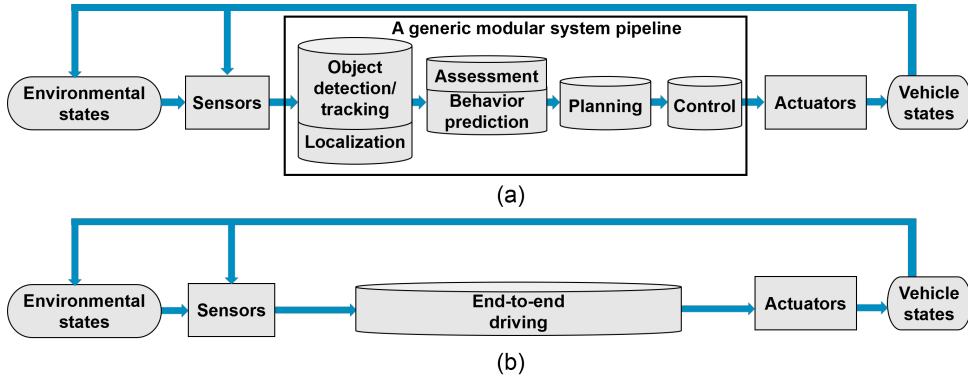 A generic modular system pipeline
Environmental
states
Sensors
Object
detection/
tracking
Localization
Assessment
Behavior
prediction
Planning
Control
Actuators
Vehicle
states
(a)
Environmental
states
Sensors
End-to-end
driving
Actuators
Vehicle
states
(b)